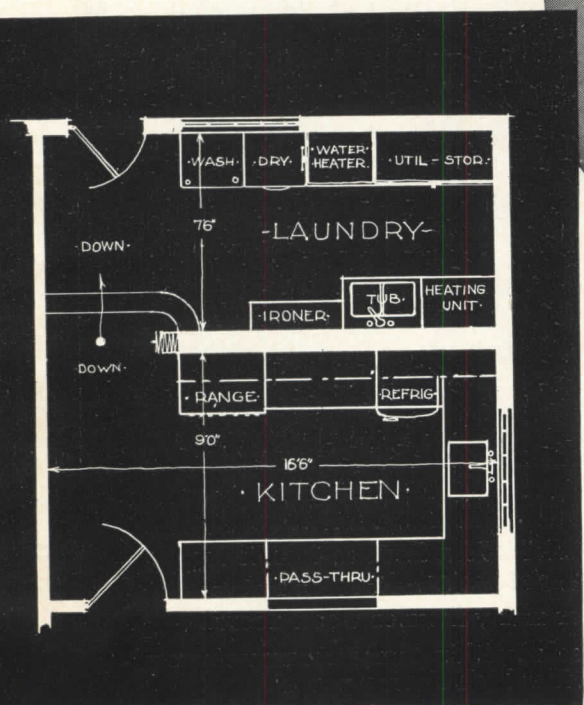 ·WASH·
·DRY·
·WATER·
HEATER.
·UTIL-STOR.·
7'6"
-LAUNDRY-
·DOWN·
·IRONER·
TUB·
HEATING
UNIT·
·DOWN·
·RANGE·
·REFRIG·
9'0"
16'6"
·KITCHEN·
·PASS-THRU·